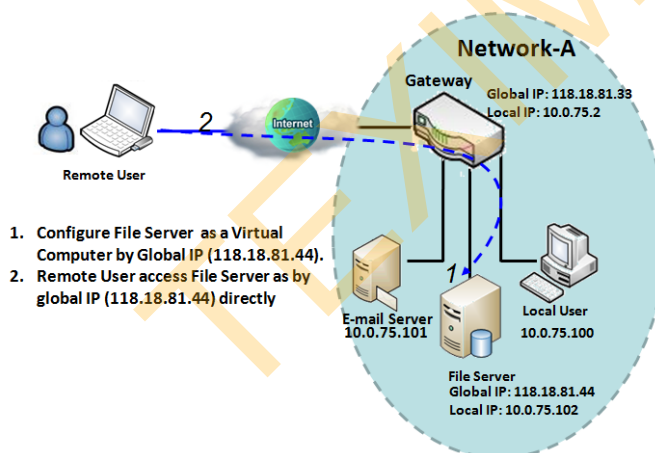 Network-A
Gateway
Global IP: 118.18.81.33
Local IP: 10.0.75.2
2
Internet
Remote User
1. Configure File Server as a Virtual
Computer by Global IP (118.18.81.44).
2. Remote User access File Server as by
global IP (118.18.81.44) directly
1
E-mail Server
10.0.75.101
Local User
10.0.75.100
File Server
Global IP: 118.18.81.44
Local IP: 10.0.75.102